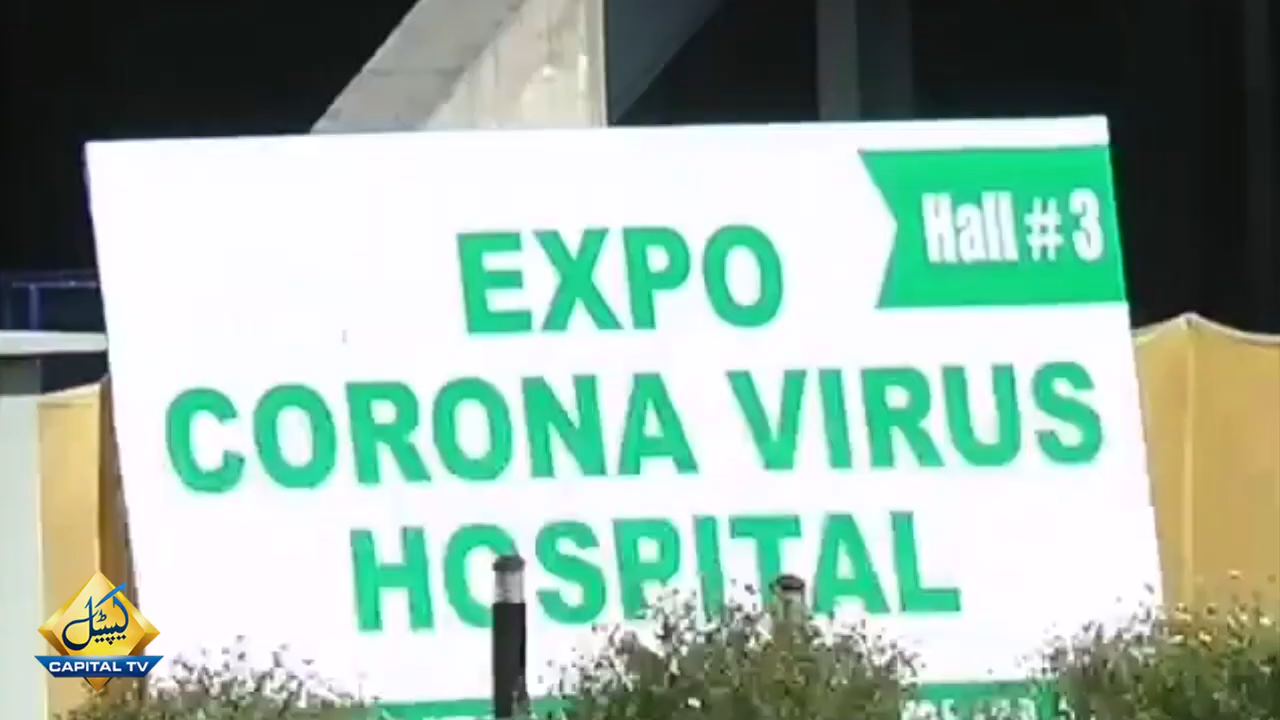 Hall # 3
EXPO
CORONA VIRUS
HOSPITAL
کیپیٹل
CAPITAL TV